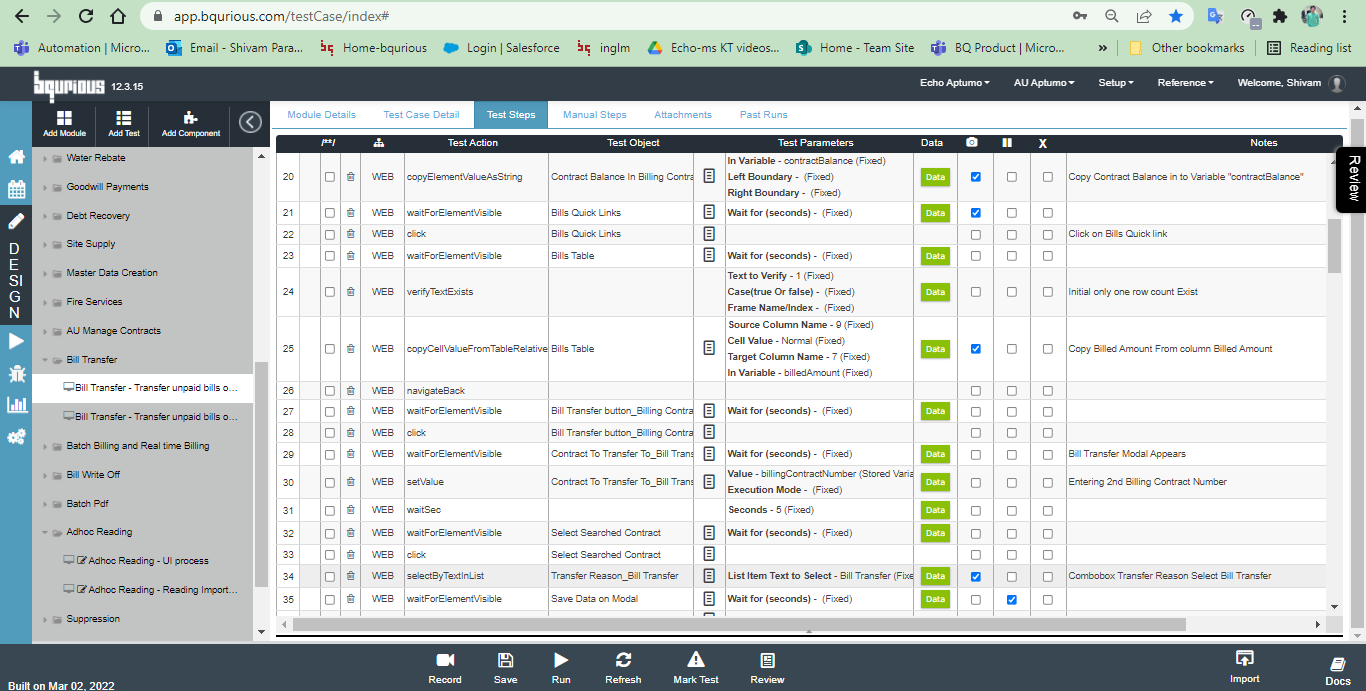 app.bqurious.com/testCase/index#
Automation | Micro...
Email - Shivam Para...
Home-bqurious
Login | Salesforce
inglm
Echo-ms KT videos...
Home - Team Site
BQ Product | Micro...
»
Other bookmarks
Reading list
bqurious 12.3.15
Echo Aptumo
AU Aptumo
Setup
Reference
Welcome, Shivam
Add Module
Add Test
Add Component
Module Details
Test Case Detail
Test Steps
Manual Steps
Attachments
Past Runs
DESIGN
Water Rebate
Goodwill Payments
Debt Recovery
Site Supply
Master Data Creation
Fire Services
AU Manage Contracts
Bill Transfer
Bill Transfer - Transfer unpaid bills o...
Bill Transfer - Transfer unpaid bills o...
Batch Billing and Real time Billing
Bill Write Off
Batch Pdf
Adhoc Reading
Adhoc Reading - UI process
Adhoc Reading - Reading Import...
Suppression
/**/ Test Action Test Object Test Parameters Data X Notes
20 WEB copyElementValueAsString Contract Balance In Billing Contra In Variable - contractBalance (Fixed)
Left Boundary - (Fixed)
Right Boundary - (Fixed)
Data Copy Contract Balance in to Variable "contractBalance"
21 WEB waitForElementVisible Bills Quick Links Wait for (seconds) - (Fixed) Data
22 WEB click Bills Quick Links Click on Bills Quick link
23 WEB waitForElementVisible Bills Table Wait for (seconds) - (Fixed) Data
24 WEB verifyTextExists Text to Verify - 1 (Fixed)
Case(true Or false) - (Fixed)
Frame Name/Index - (Fixed)
Data Initial only one row count Exist
25 WEB copyCellValueFromTableRelative Bills Table Source Column Name - 9 (Fixed)
Cell Value - Normal (Fixed)
Target Column Name - 7 (Fixed)
In Variable - billedAmount (Fixed)
Data Copy Billed Amount From column Billed Amount
26 WEB navigateBack
27 WEB waitForElementVisible Bill Transfer button_Billing Contra Wait for (seconds) - (Fixed) Data
28 WEB click Bill Transfer button_Billing Contra
29 WEB waitForElementVisible Contract To Transfer To_Bill Trans Wait for (seconds) - (Fixed) Data Bill Transfer Modal Appears
30 WEB setValue Contract To Transfer To_Bill Trans Value - billingContractNumber (Stored Varia
Execution Mode - (Fixed)
Data Entering 2nd Billing Contract Number
31 WEB waitSec Seconds - 5 (Fixed) Data
32 WEB waitForElementVisible Select Searched Contract Wait for (seconds) - (Fixed) Data
33 WEB click Select Searched Contract
34 WEB selectByTextInList Transfer Reason_Bill Transfer List Item Text to Select - Bill Transfer (Fixe Data Combobox Transfer Reason Select Bill Transfer
35 WEB waitForElementVisible Save Data on Modal Wait for (seconds) - (Fixed) Data
Review
Record
Save
Run
Refresh
Mark Test
Review
Import
Docs
Built on Mar 02, 2022